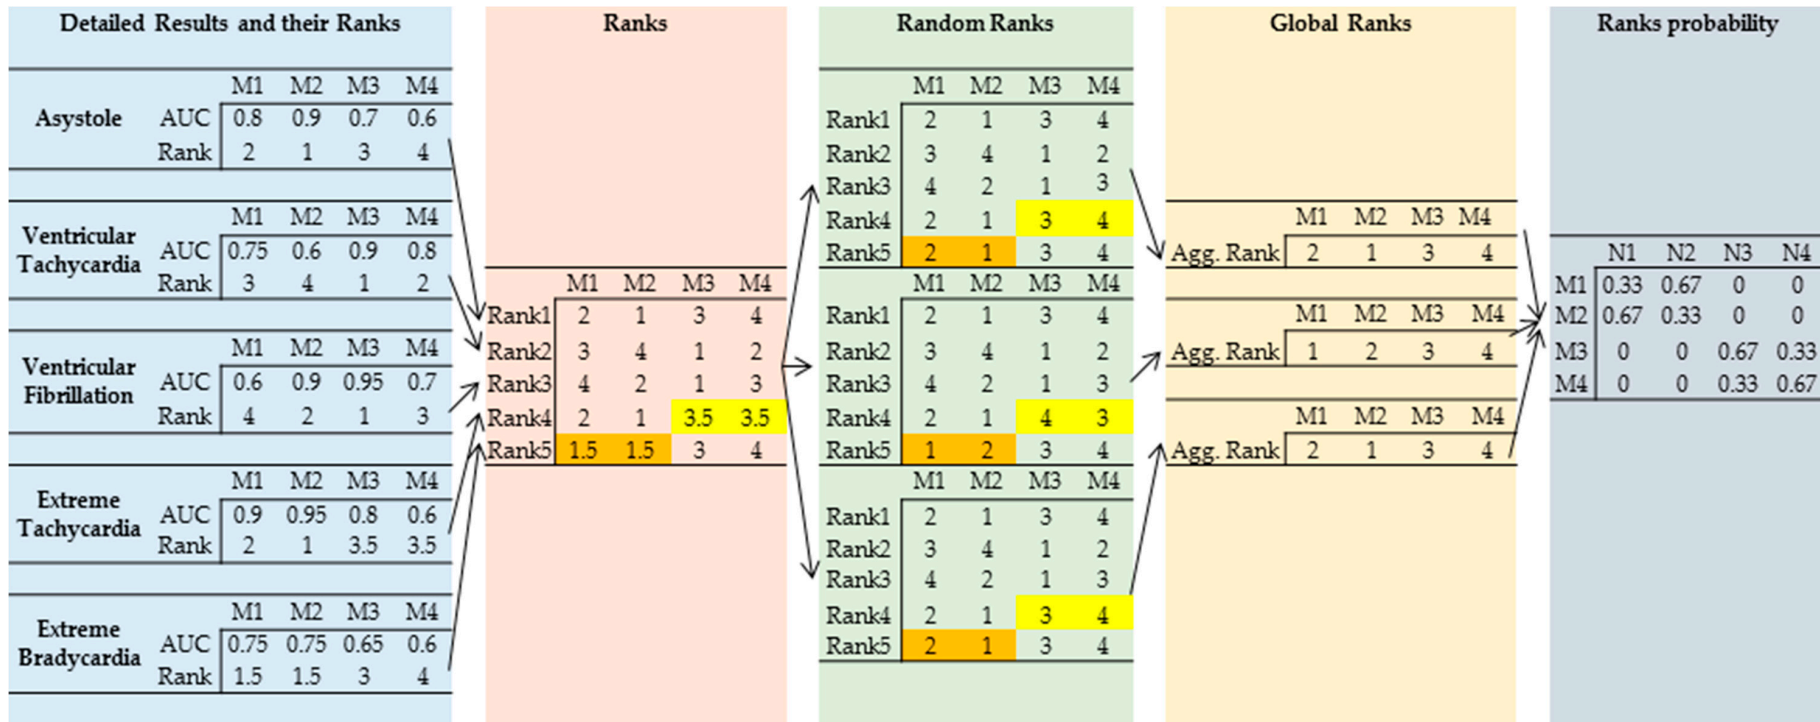 Detailed Results and their Ranks
M1 M2 M3 M4
Asystole AUC 0.8 0.9 0.7 0.6
Rank 2 1 3 4
M1 M2 M3 M4
Ventricular
Tachycardia
AUC 0.75 0.6 0.9 0.8
Rank 3 4 1 2
M1 M2 M3 M4
Ventricular
Fibrillation
AUC 0.6 0.9 0.95 0.7
Rank 4 2 1 3
M1 M2 M3 M4
Extreme
Tachycardia
AUC 0.9 0.95 0.8 0.6
Rank 2 1 3.5 3.5
M1 M2 M3 M4
Extreme
Bradycardia
AUC 0.75 0.75 0.65 0.6
Rank 1.5 1.5 3 4
Ranks
M1 M2 M3 M4
Rank1 2 1 3 4
Rank2 3 4 1 2
Rank3 4 2 1 3
Rank4 2 1 3.5 3.5
Rank5 1.5 1.5 3 4
Random Ranks
M1 M2 M3 M4
Rank1 2 1 3 4
Rank2 3 4 1 2
Rank3 4 2 1 3
Rank4 2 1 3 4
Rank5 2 1 3 4
M1 M2 M3 M4
Rank1 2 1 3 4
Rank2 3 4 1 2
Rank3 4 2 1 3
Rank4 2 1 4 3
Rank5 1 2 3 4
M1 M2 M3 M4
Rank1 2 1 3 4
Rank2 3 4 1 2
Rank3 4 2 1 3
Rank4 2 1 3 4
Rank5 2 1 3 4
Global Ranks
M1 M2 M3 M4
Agg. Rank 2 1 3 4
M1 M2 M3 M4
Agg. Rank 1 2 3 4
M1 M2 M3 M4
Agg. Rank 2 1 3 4
Ranks probability
N1 N2 N3 N4
M1 0.33 0.67 0 0
M2 0.67 0.33 0 0
M3 0 0 0.67 0.33
M4 0 0 0.33 0.67